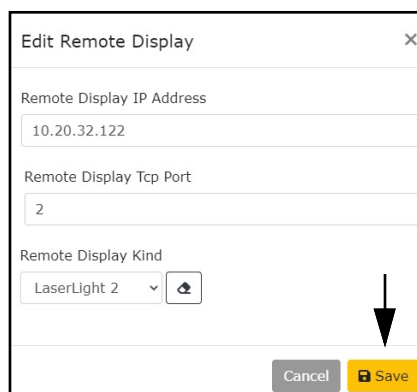 Edit Remote Display
Remote Display IP Address
10.20.32.122
Remote Display Tcp Port
2
Remote Display Kind
LaserLight 2
Cancel Save